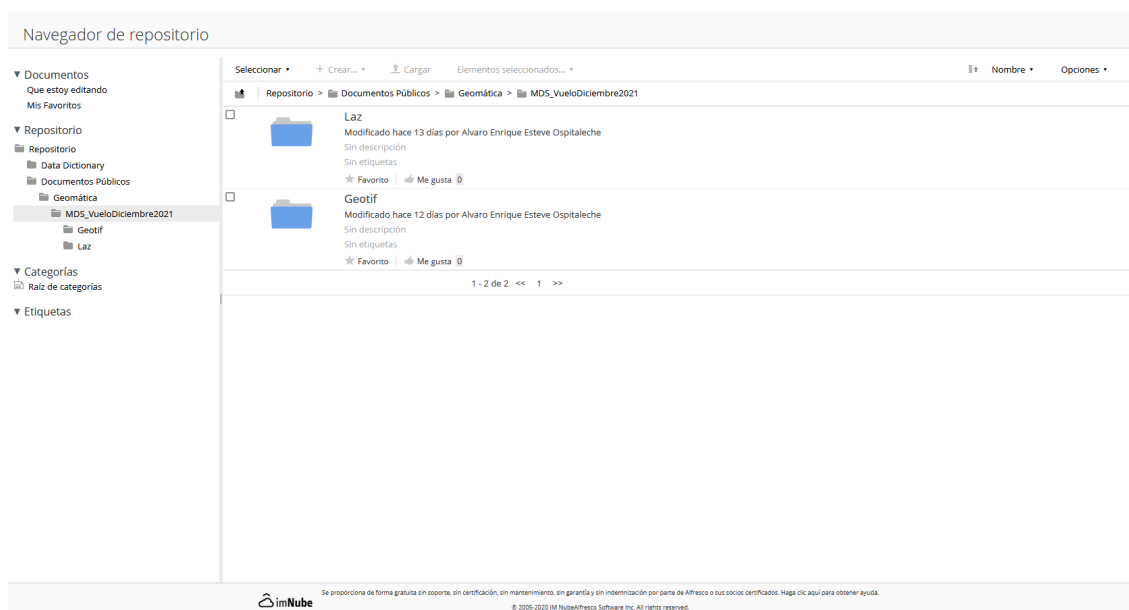 Navegador de repositorio
▼ Documentos
Que estoy editando
Mis Favoritos
▼ Repositorio
Repositorio
Data Dictionary
Documentos Públicos
Geomática
MDS_VueloDiciembre2021
Geotif
Laz
▼ Categorías
Raíz de categorías
▼ Etiquetas
Seleccionar ▾ + Crear... ▾ Cargar Elementos seleccionados... ▾ Nombre ▾ Opciones ▾
Repositorio > Documentos Públicos > Geomática > MDS_VueloDiciembre2021
Laz
Modificado hace 13 días por Alvaro Enrique Esteve Ospitaleche
Sin descripción
Sin etiquetas
Favorito Me gusta 0
Geotif
Modificado hace 12 días por Alvaro Enrique Esteve Ospitaleche
Sin descripción
Sin etiquetas
Favorito Me gusta 0
1 - 2 de 2 << 1 >>
imNube
Se proporciona de forma gratuita sin soporte, sin certificación, sin mantenimiento, sin garantía y sin indemnización por parte de Alfresco o sus socios certificados. Haga clic aquí para obtener ayuda.
© 2005-2020 IM NubeAlfresco Software Inc. All rights reserved.